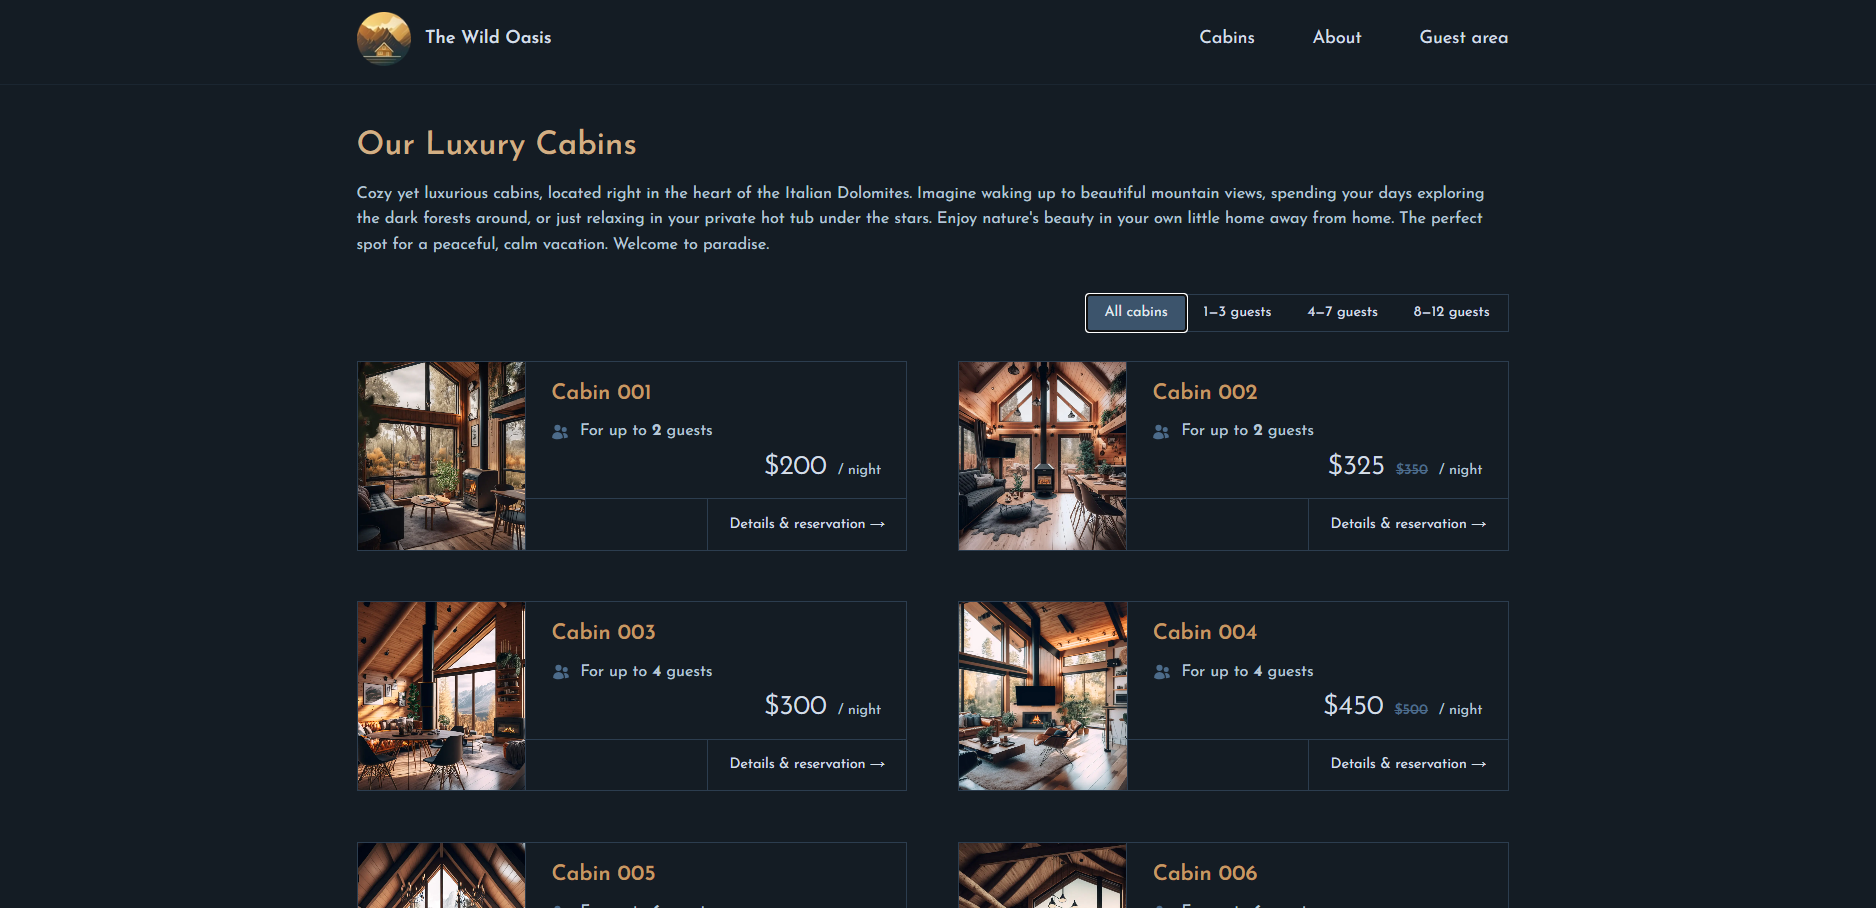 The Wild Oasis
Cabins
About
Guest area
Our Luxury Cabins
Cozy yet luxurious cabins, located right in the heart of the Italian Dolomites. Imagine waking up to beautiful mountain views, spending your days exploring
the dark forests around, or just relaxing in your private hot tub under the stars. Enjoy nature's beauty in your own little home away from home. The perfect
spot for a peaceful, calm vacation. Welcome to paradise.
All cabins
1–3 guests
4–7 guests
8–12 guests
Cabin 001
For up to 2 guests
$200 / night
Details & reservation →
Cabin 002
For up to 2 guests
$325 $350 / night
Details & reservation →
Cabin 003
For up to 4 guests
$300 / night
Details & reservation →
Cabin 004
For up to 4 guests
$450 $500 / night
Details & reservation →
Cabin 005
Cabin 006